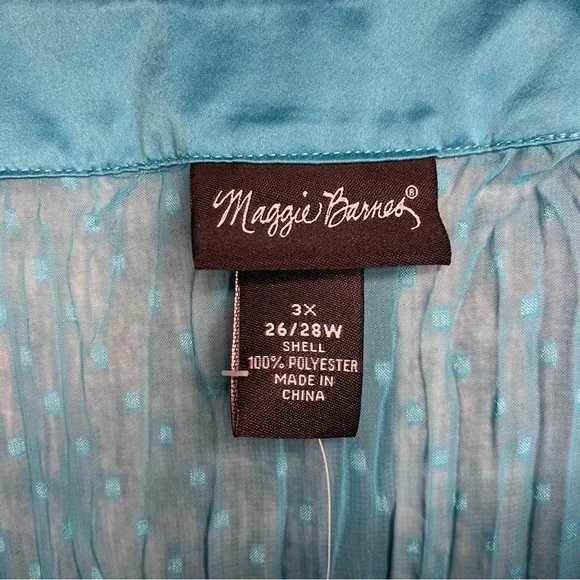 Maggie Barnes®
3X
26/28W
SHELL
100% POLYESTER
MADE IN
CHINA